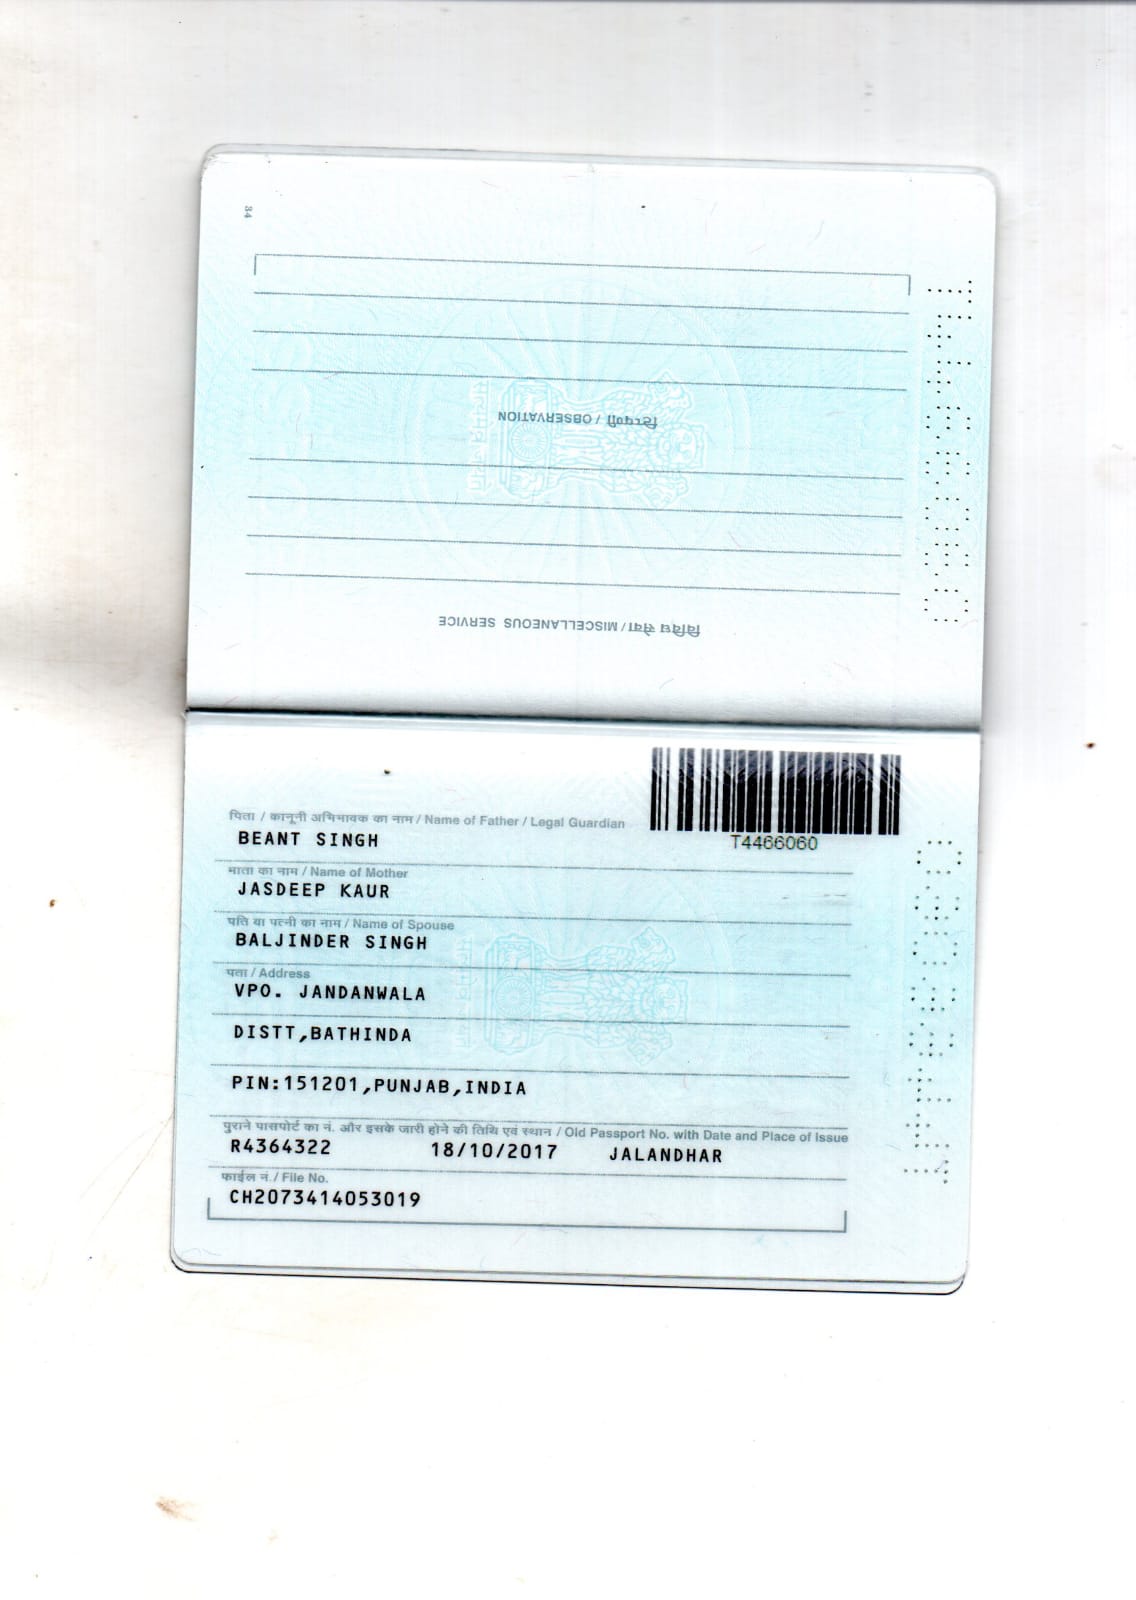 34
टिप्पणी / OBSERVATION
विविध सेवा / MISCELLANEOUS SERVICE
T4466060
पिता / कानूनी अभिभावक का नाम / Name of Father / Legal Guardian
BEANT SINGH
माता का नाम / Name of Mother
JASDEEP KAUR
पति या पत्नी का नाम / Name of Spouse
BALJINDER SINGH
पता / Address
VPO. JANDANWALA
DISTT,BATHINDA
PIN:151201,PUNJAB,INDIA
पुराने पासपोर्ट का नं. और इसके जारी होने की तिथि एवं स्थान / Old Passport No. with Date and Place of Issue
R4364322 18/10/2017 JALANDHAR
फाईल नं./ File No.
CH2073414053019
T4466060
T4466060